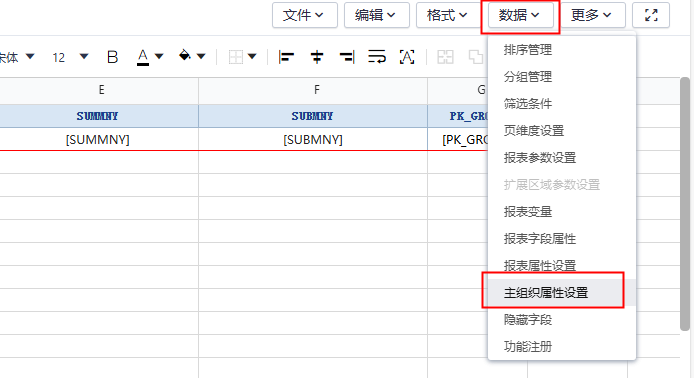 文件 编辑 格式 数据 更多
宋体 12 B A
E F G
SUMMNY SUBMNY PK_GRO
[SUMMNY] [SUBMNY] [PK_GRO
排序管理
分组管理
筛选条件
页维度设置
报表参数设置
扩展区域参数设置
报表变量
报表字段属性
报表属性设置
主组织属性设置
隐藏字段
功能注册